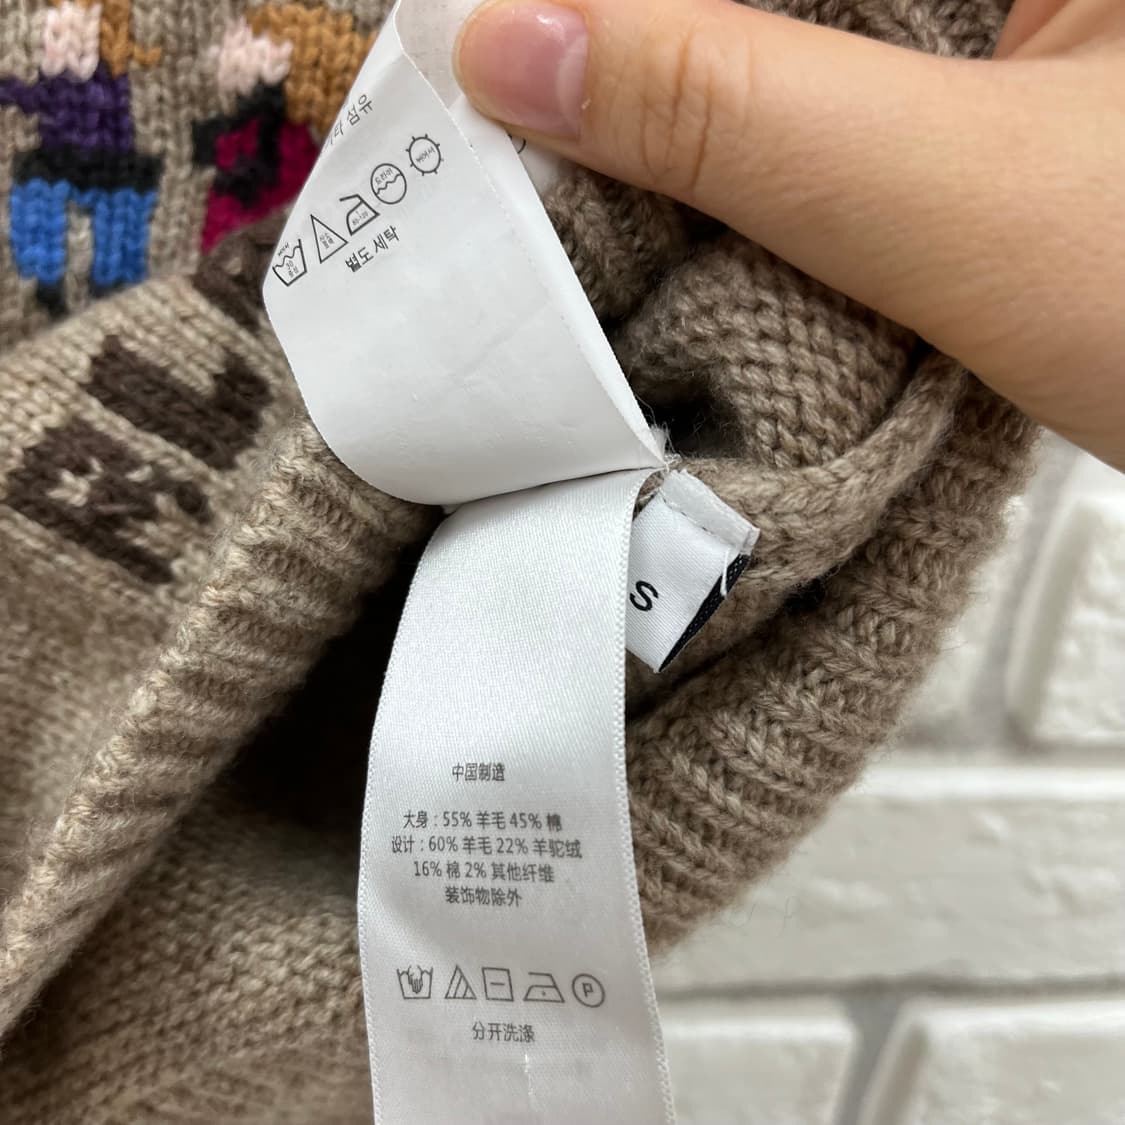 타 섬유
별도 세탁
S
中国制造
大身：55% 羊毛 45% 棉
设计：60% 羊毛 22% 羊驼绒
16% 棉 2% 其他纤维
装饰物除外
P
分开洗涤